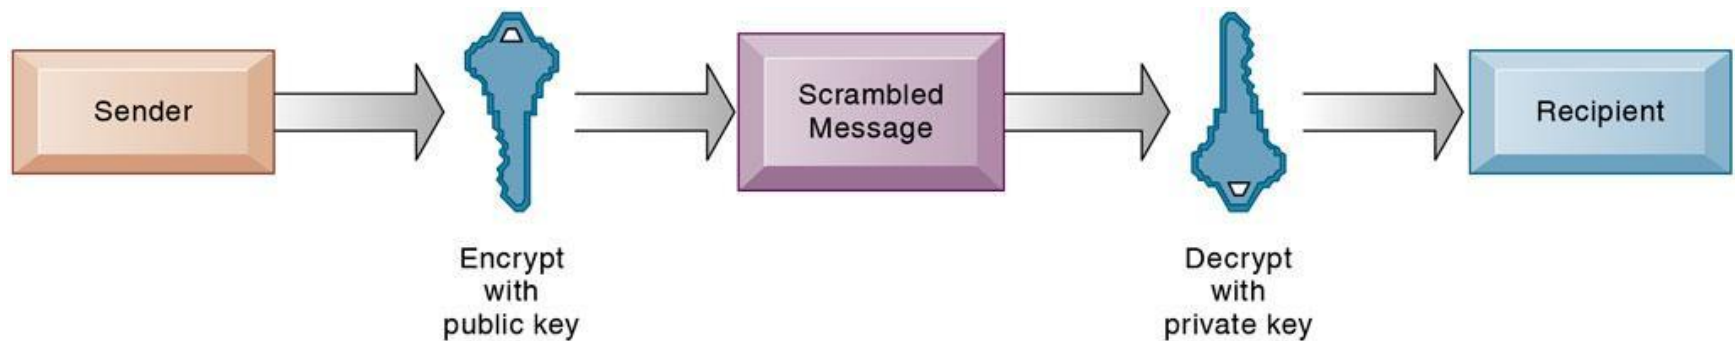 Sender
Encrypt
with
public key
Scrambled
Message
Decrypt
with
private key
Recipient